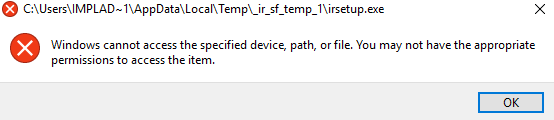 C:\Users\IMPLAD~1\AppData\Local\Temp\_ir_sf_temp_1\irsetup.exe
Windows cannot access the specified device, path, or file. You may not have the appropriate
permissions to access the item.
OK